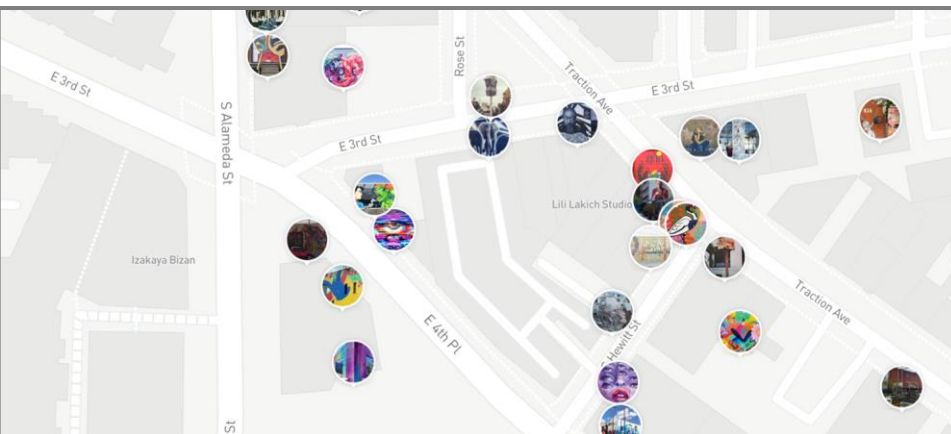 E 3rd St
S Alameda St
Rose St
Traction Ave
E 3rd St
E 3rd St
Lili Lakich Studio
Izakaya Bizan
E 4th Pl
Hewitt St
Traction Ave
St